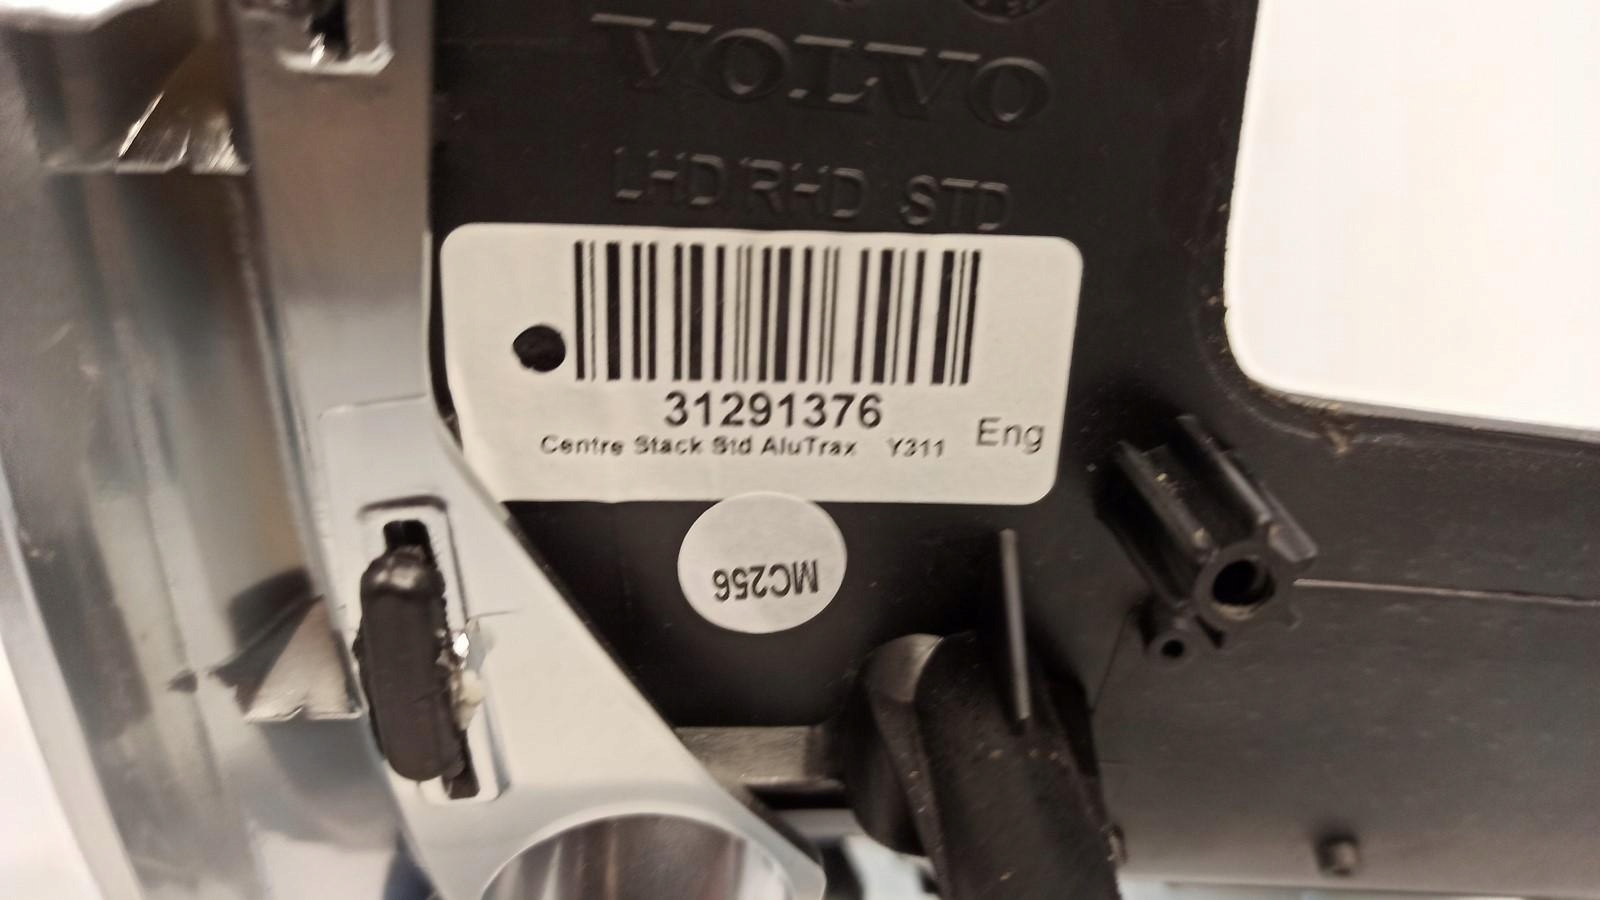 VOLVO
LHD RHD STD
31291376
Centre Stack Std AluTrax Y311 Eng
MC256